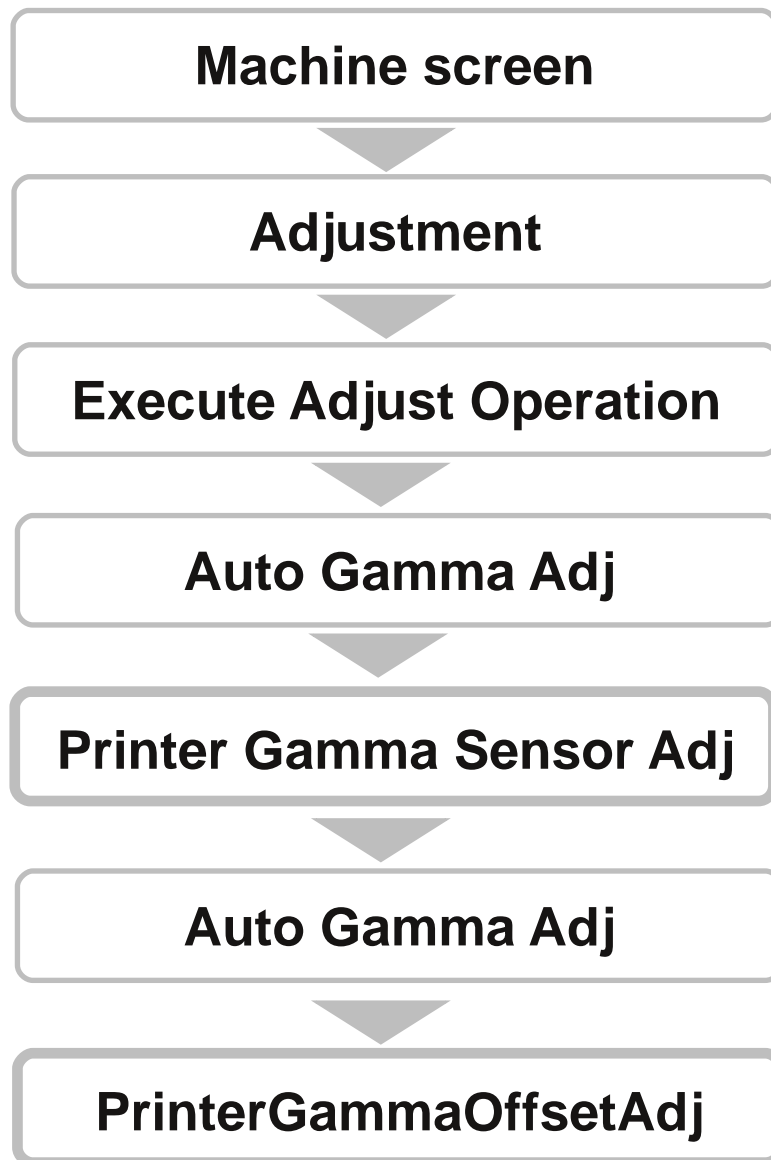 Machine screen
Adjustment
Execute Adjust Operation
Auto Gamma Adj
Printer Gamma Sensor Adj
Auto Gamma Adj
PrinterGammaOffsetAdj